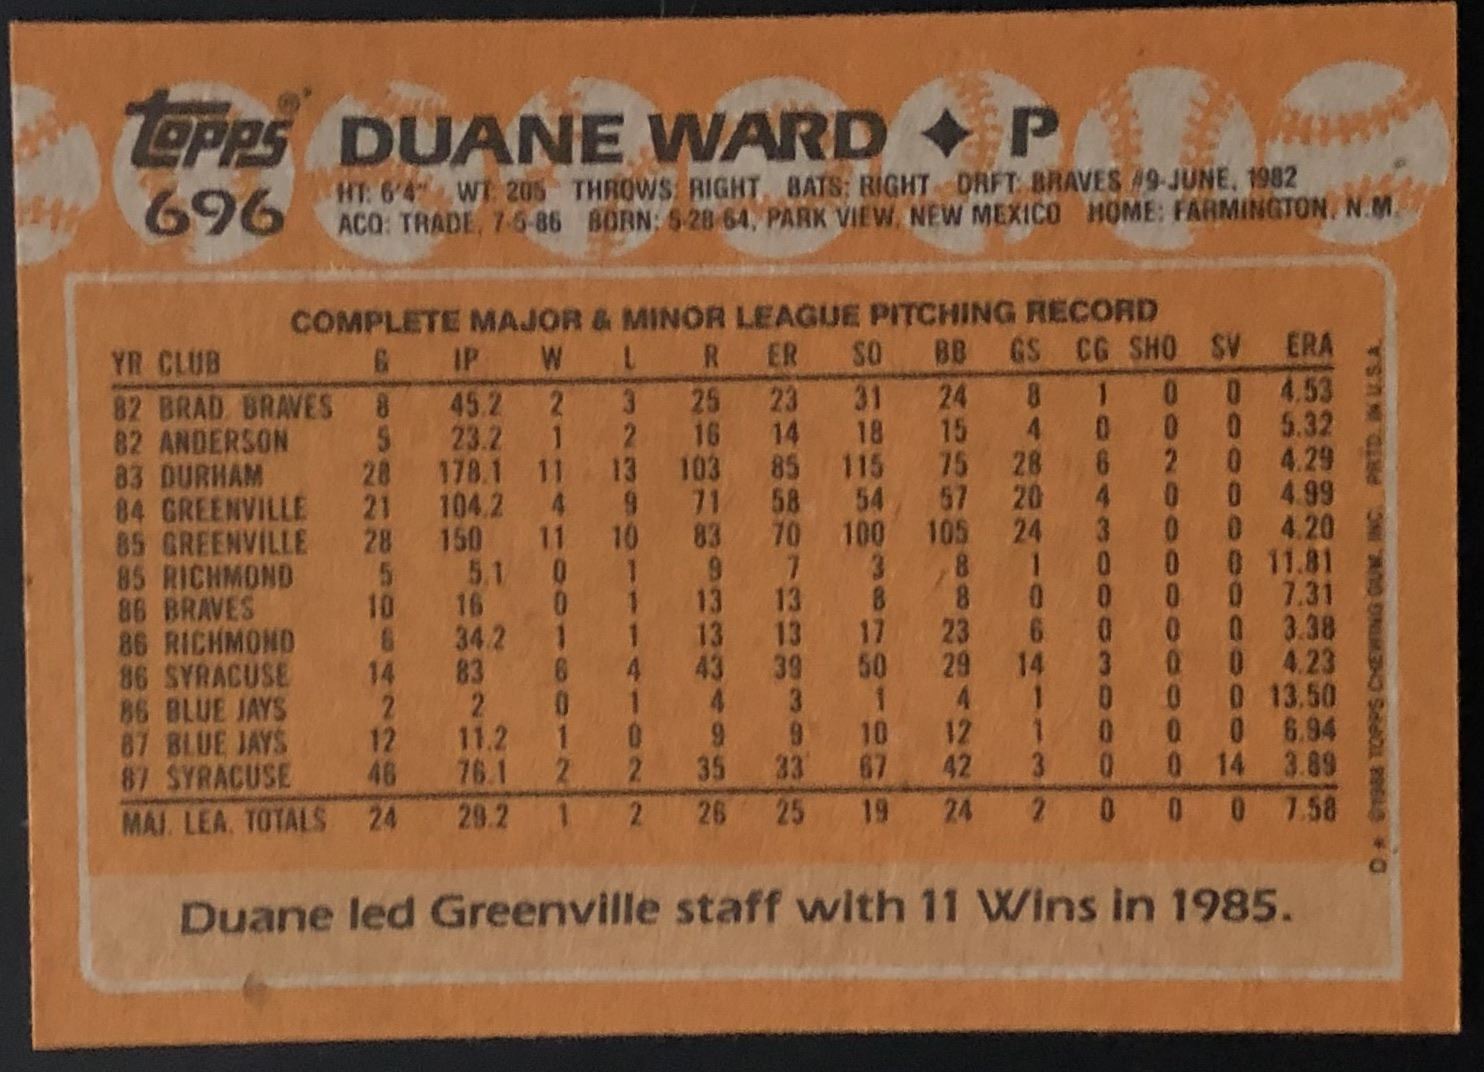 topps® DUANE WARD ✦ P
696
HT: 6'4" WT: 205 THROWS: RIGHT BATS: RIGHT DRFT: BRAVES #9-JUNE, 1982
ACQ: TRADE, 7-6-86 BORN: 5-28-64, PARK VIEW, NEW MEXICO HOME: FARMINGTON, N.M.
COMPLETE MAJOR & MINOR LEAGUE PITCHING RECORD
YR CLUB G IP W L R ER SO BB GS CG SHO SV ERA
82 BRAD. BRAVES 8 45.2 2 3 25 23 31 24 8 1 0 0 4.53
82 ANDERSON 5 23.2 1 2 16 14 18 15 4 0 0 0 5.32
83 DURHAM 28 178.1 11 13 103 85 115 75 28 6 2 0 4.29
84 GREENVILLE 21 104.2 4 9 71 58 54 57 20 4 0 0 4.99
85 GREENVILLE 28 150 11 10 83 70 100 105 24 3 0 0 4.20
85 RICHMOND 5 5.1 0 1 9 7 3 8 1 0 0 0 11.81
86 BRAVES 10 16 0 1 13 13 8 8 0 0 0 0 7.31
86 RICHMOND 6 34.2 1 1 13 13 17 23 6 0 0 0 3.38
86 SYRACUSE 14 83 6 4 43 39 50 29 14 3 0 0 4.23
86 BLUE JAYS 2 2 0 1 4 3 1 4 1 0 0 0 13.50
87 BLUE JAYS 12 11.2 1 0 9 9 10 12 1 0 0 0 6.94
87 SYRACUSE 46 76.1 2 2 35 33 67 42 3 0 0 14 3.89
MAJ. LEA. TOTALS 24 29.2 1 2 26 25 19 24 2 0 0 0 7.58
Duane led Greenville staff with 11 Wins in 1985.
D★ ©1988 TOPPS CHEWING GUM, INC. PRTD. IN U.S.A.